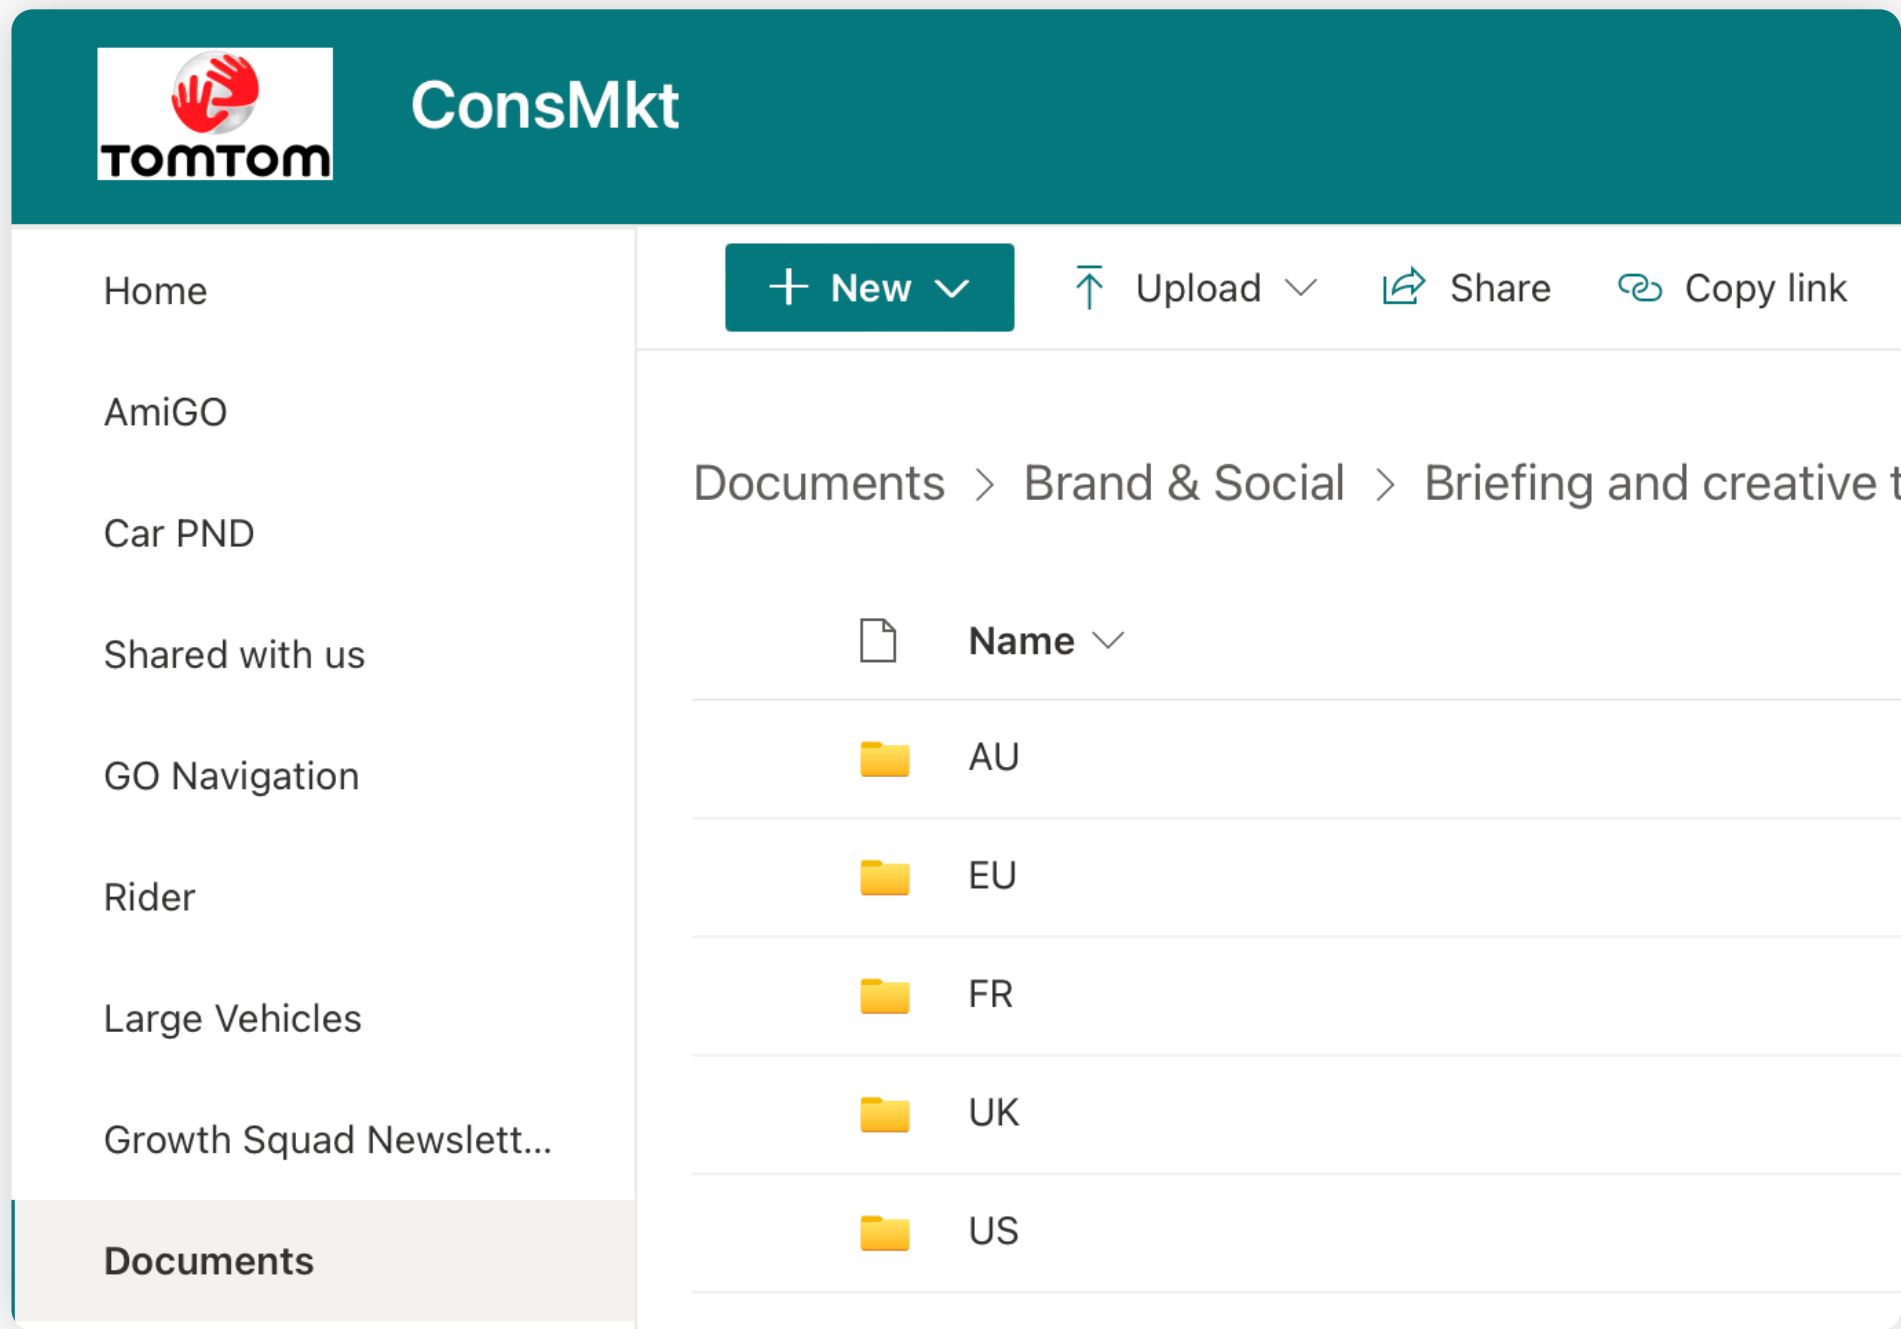 TOMTOM
ConsMkt
Home
AmiGO
Car PND
Shared with us
GO Navigation
Rider
Large Vehicles
Growth Squad Newslett...
Documents
New
Upload
Share
Copy link
Documents > Brand & Social > Briefing and creative t
Name
AU
EU
FR
UK
US